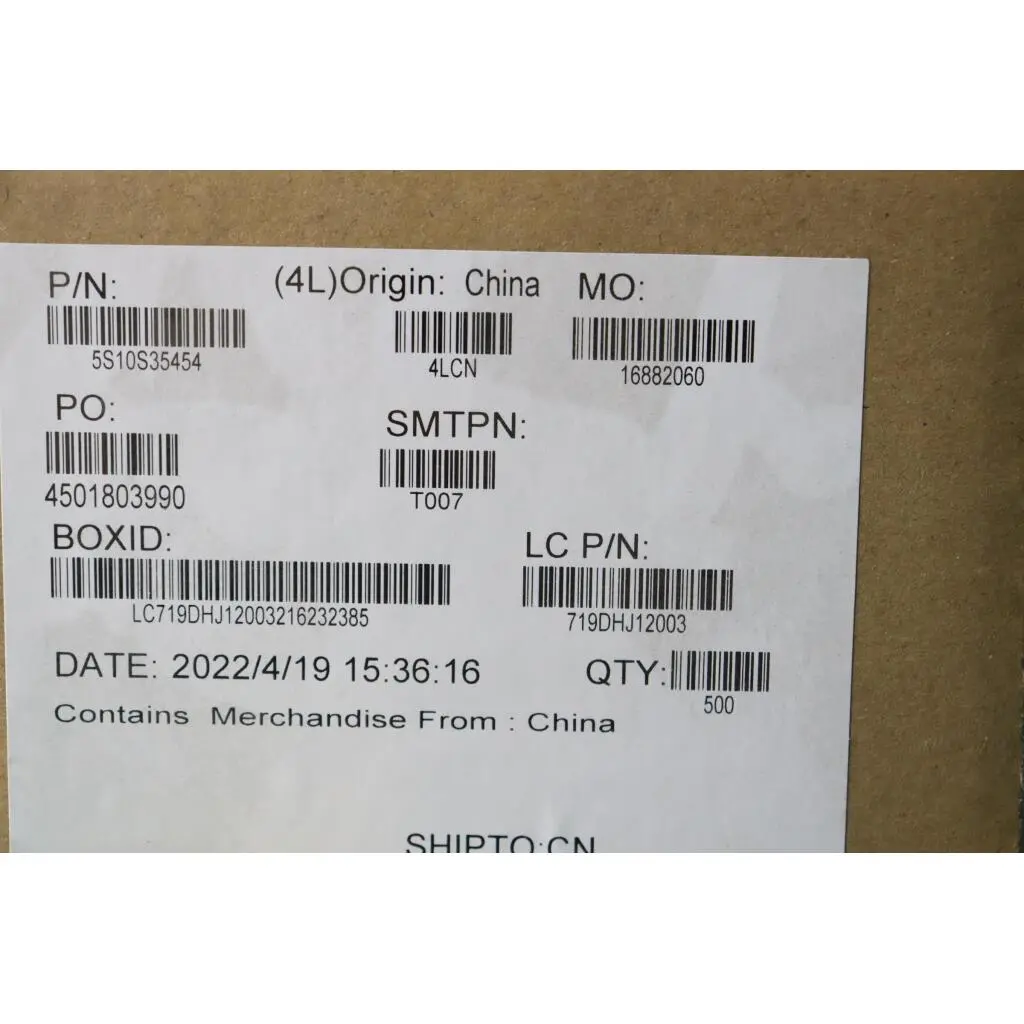 P/N: (4L)Origin: China MO:
5S10S35454 4LCN 16882060
PO: SMTPN:
4501803990 T007
BOXID: LC P/N:
LC719DHJ12003216232385 719DHJ12003
DATE: 2022/4/19 15:36:16 QTY:
500
Contains Merchandise From : China
SHIPTO:CN